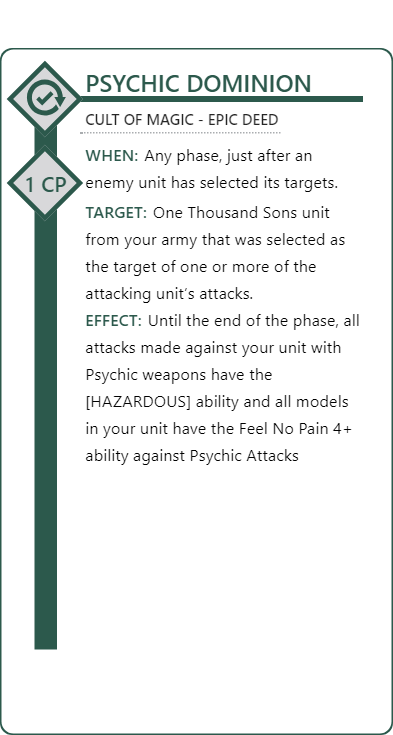 PSYCHIC DOMINION
CULT OF MAGIC - EPIC DEED
1 CP
WHEN: Any phase, just after an
enemy unit has selected its targets.
TARGET: One Thousand Sons unit
from your army that was selected as
the target of one or more of the
attacking unit's attacks.
EFFECT: Until the end of the phase, all
attacks made against your unit with
Psychic weapons have the
[HAZARDOUS] ability and all models
in your unit have the Feel No Pain 4+
ability against Psychic Attacks